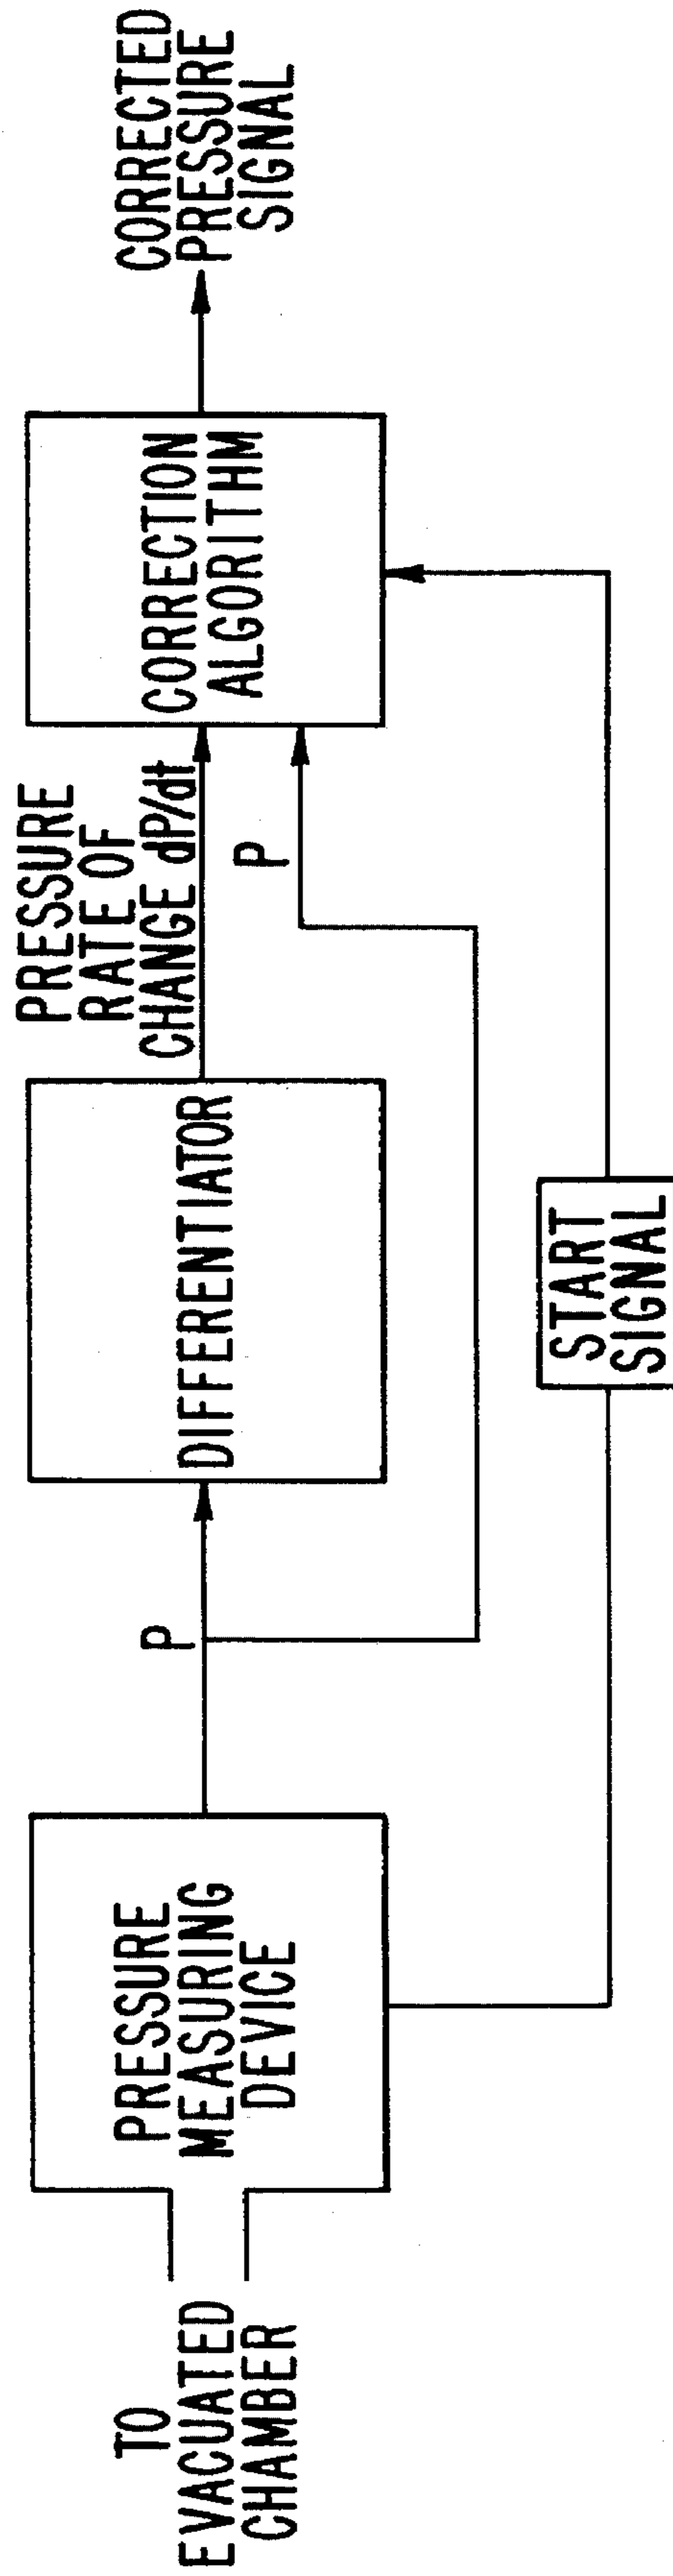 TO
EVACUATED
CHAMBER
PRESSURE
MEASURING
DEVICE
P
DIFFERENTIATOR
PRESSURE
RATE OF
CHANGE dP/dt
P
CORRECTION
ALGORITHM
CORRECTED
PRESSURE
SIGNAL
START
SIGNAL